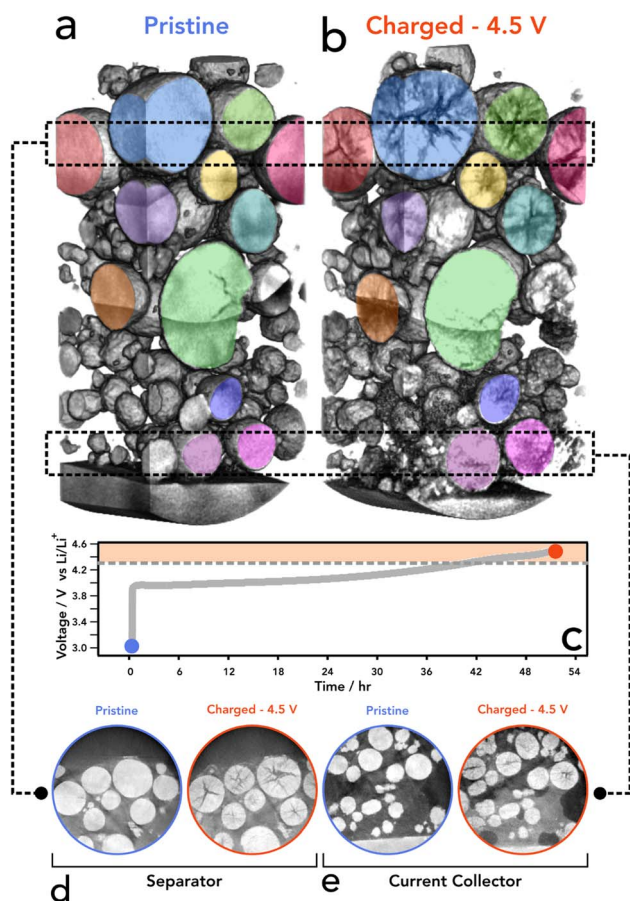 a Pristine b Charged - 4.5 V
4.6
4.2
3.8
3.4
3.0
Voltage / V vs Li/Li⁺
C
0 6 12 18 24 30 36 42 48 54
Time / hr
Pristine Charged - 4.5 V Pristine Charged - 4.5 V
Separator Current Collector
d e